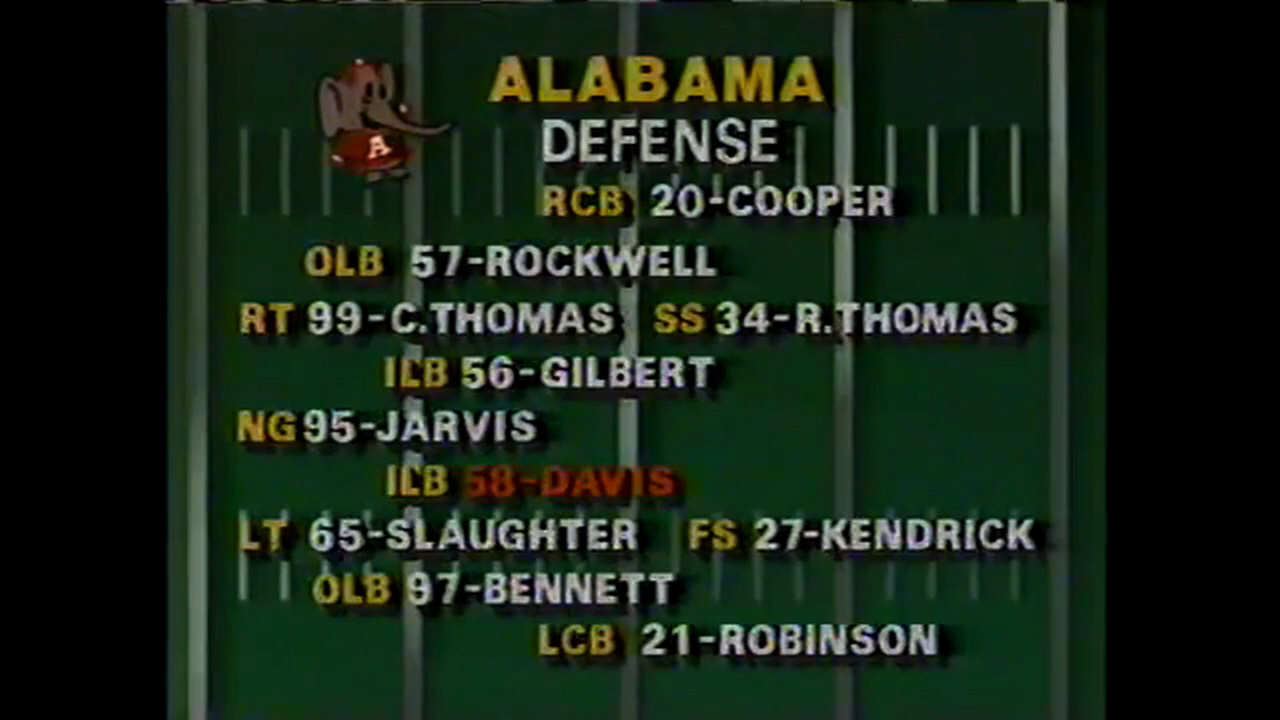 ALABAMA
DEFENSE
A
RCB 20-COOPER
OLB 57-ROCKWELL
RT 99-C.THOMAS SS 34-R.THOMAS
ILB 56-GILBERT
NG 95-JARVIS
ILB 58-DAVIS
LT 65-SLAUGHTER FS 27-KENDRICK
OLB 97-BENNETT
LCB 21-ROBINSON